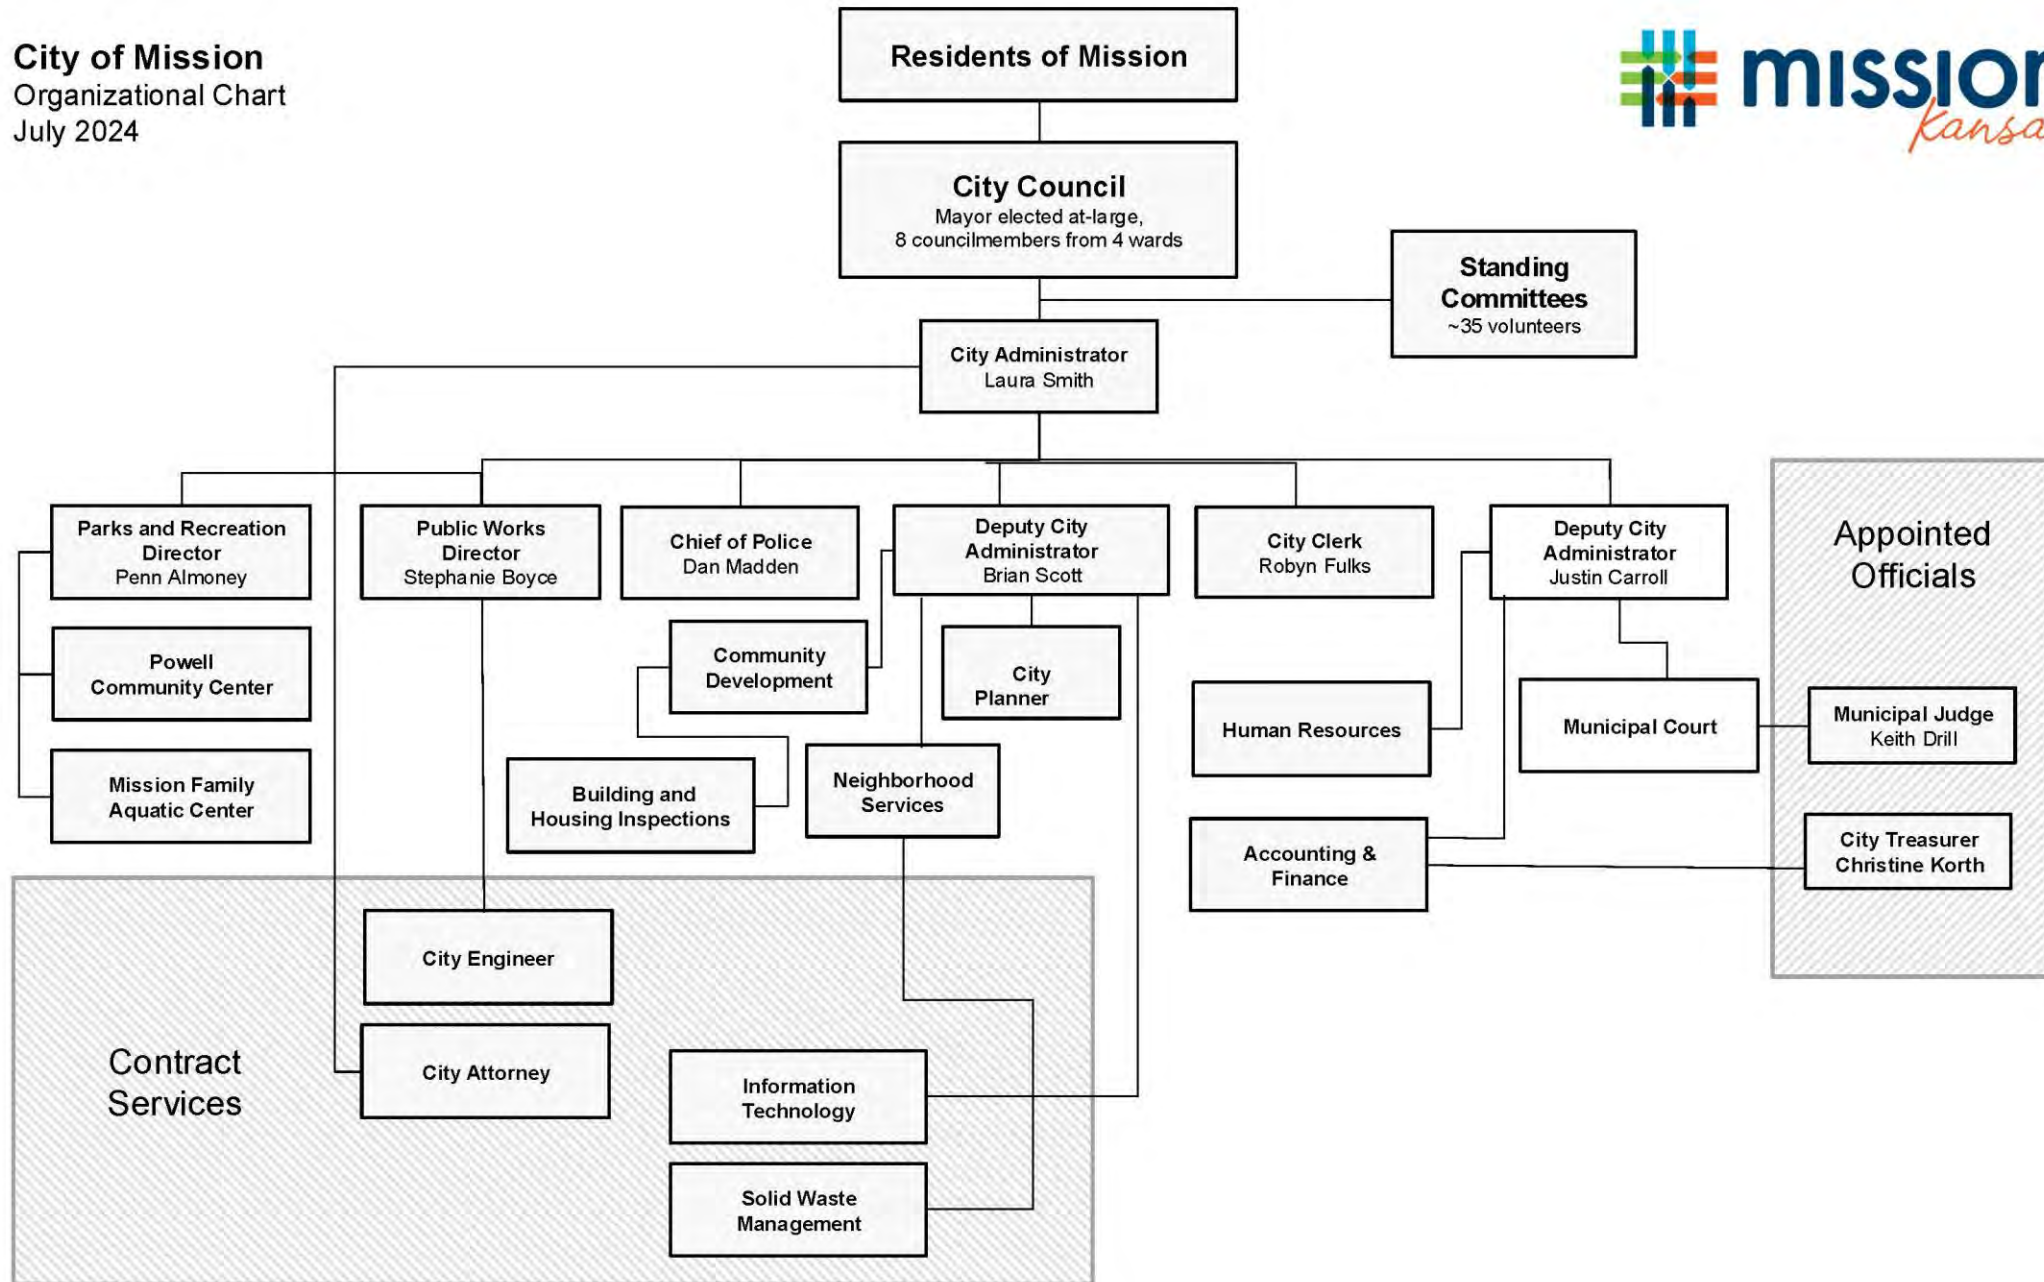 City of Mission
Organizational Chart
July 2024
Residents of Mission
mission
kansa
City Council
Mayor elected at-large,
8 councilmembers from 4 wards
Standing
Committees
~35 volunteers
City Administrator
Laura Smith
Parks and Recreation
Director
Penn Almoney
Public Works
Director
Stephanie Boyce
Chief of Police
Dan Madden
Deputy City
Administrator
Brian Scott
City Clerk
Robyn Fulks
Deputy City
Administrator
Justin Carroll
Appointed
Officials
Powell
Community Center
Community
Development
City
Planner
Human Resources
Municipal Court
Municipal Judge
Keith Drill
Mission Family
Aquatic Center
Building and
Housing Inspections
Neighborhood
Services
Accounting &
Finance
City Treasurer
Christine Korth
City Engineer
Contract
Services
City Attorney
Information
Technology
Solid Waste
Management